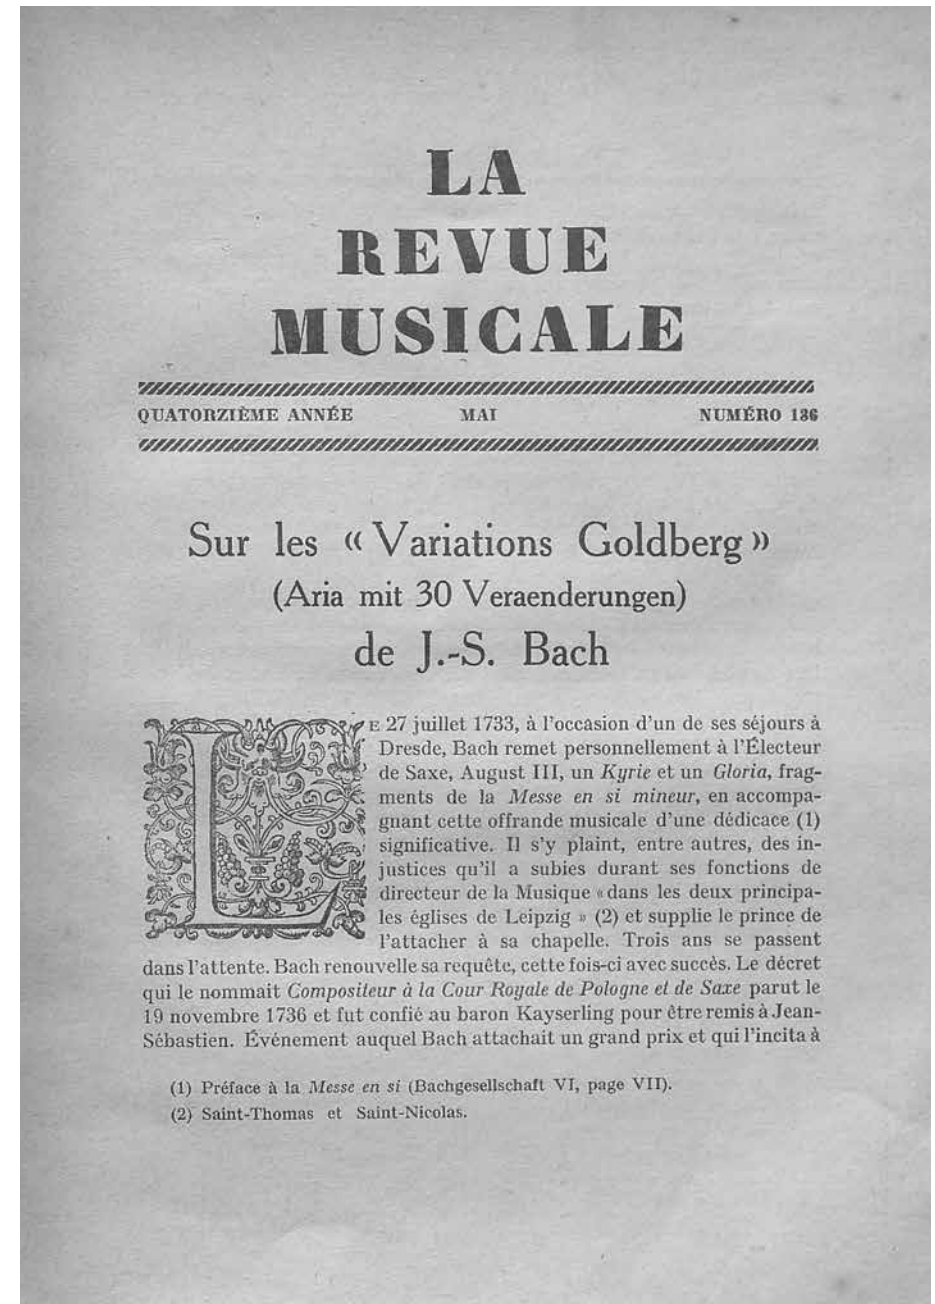 LA
REVUE
MUSICALE
QUATORZIÈME ANNÉE MAI NUMÉRO 136
Sur les « Variations Goldberg »
(Aria mit 30 Veraenderungen)
de J.-S. Bach
LE 27 juillet 1733, à l'occasion d'un de ses séjours à
Dresde, Bach remet personnellement à l'Électeur
de Saxe, August III, un Kyrie et un Gloria, frag-
ments de la Messe en si mineur, en accompa-
gnant cette offrande musicale d'une dédicace (1)
significative. Il s'y plaint, entre autres, des in-
justices qu'il a subies durant ses fonctions de
directeur de la Musique « dans les deux principa-
les églises de Leipzig » (2) et supplie le prince de
l'attacher à sa chapelle. Trois ans se passent
dans l'attente. Bach renouvelle sa requête, cette fois-ci avec succès. Le décret
qui le nommait Compositeur à la Cour Royale de Pologne et de Saxe parut le
19 novembre 1736 et fut confié au baron Kayserling pour être remis à Jean-
Sébastien. Événement auquel Bach attachait un grand prix et qui l'incita à
(1) Préface à la Messe en si (Bachgesellschaft VI, page VII).
(2) Saint-Thomas et Saint-Nicolas.